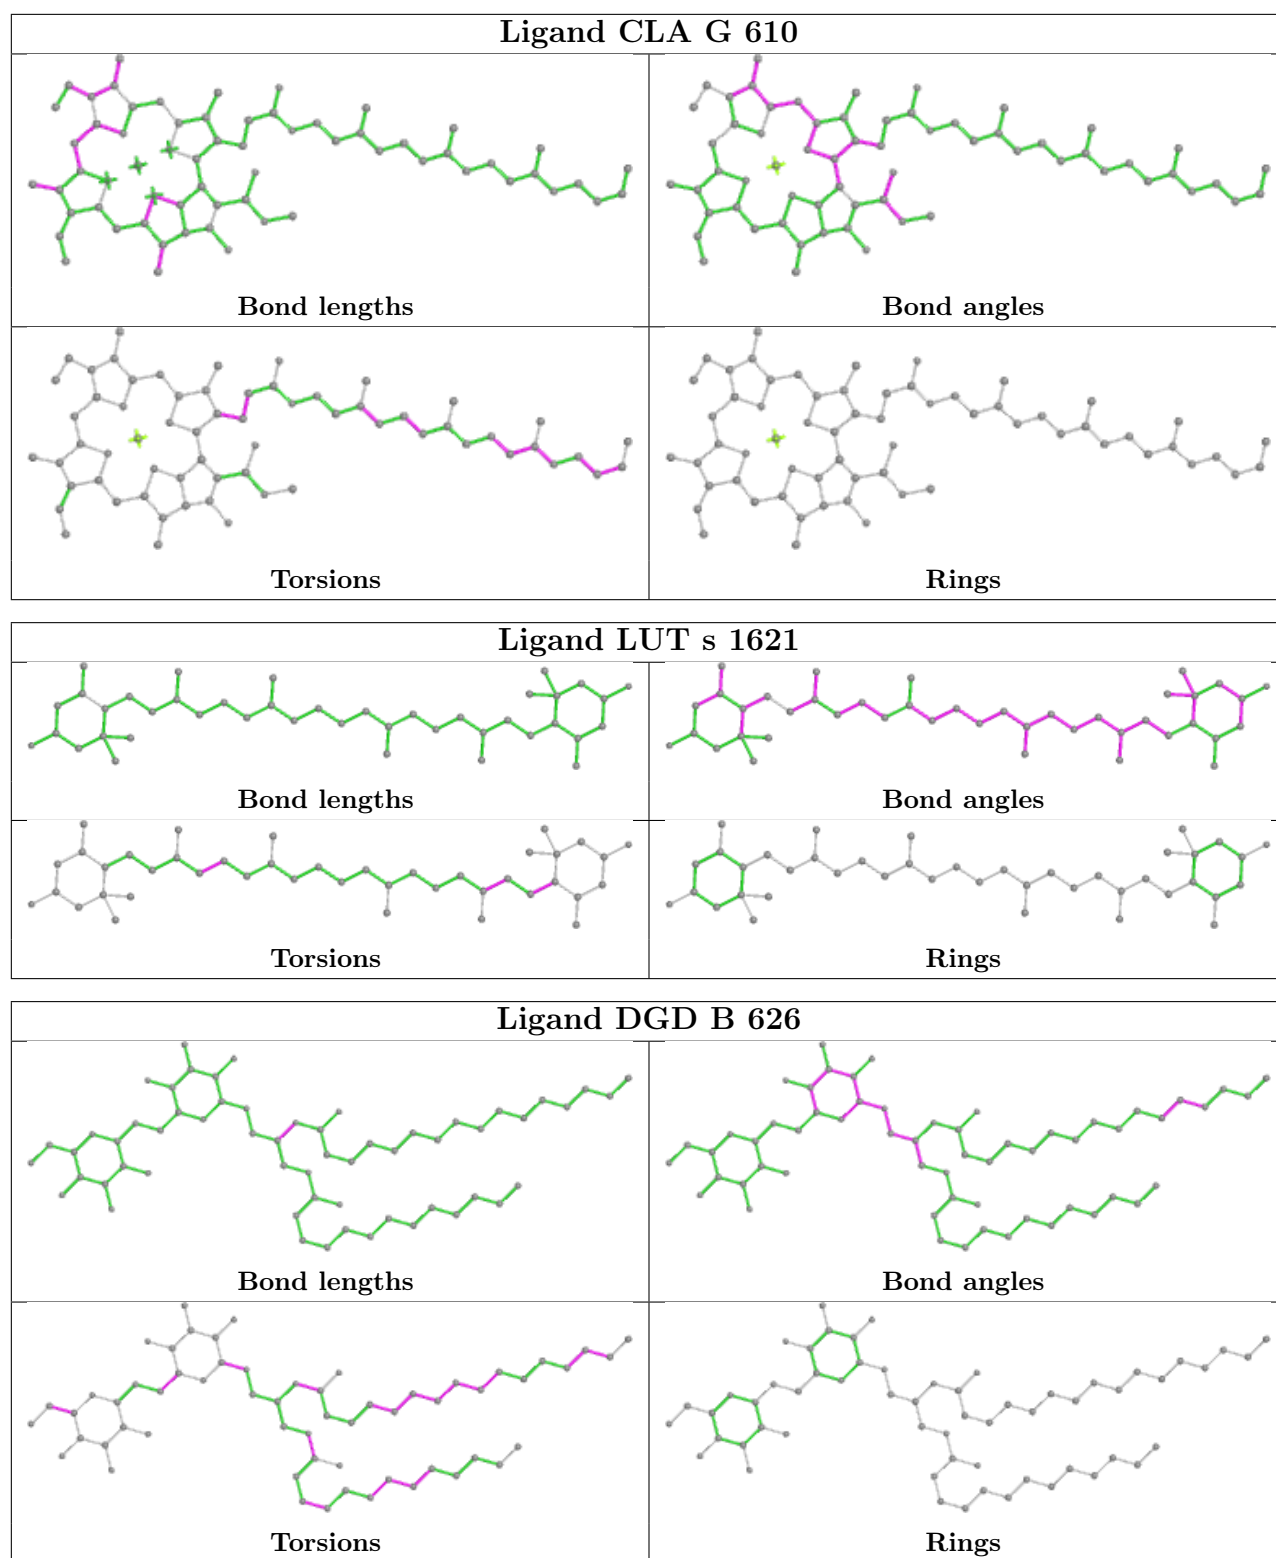 Ligand CLA G 610
Bond lengths
Bond angles
Torsions
Rings
Ligand LUT s 1621
Bond lengths
Bond angles
Torsions
Rings
Ligand DGD B 626
Bond lengths
Bond angles
Torsions
Rings